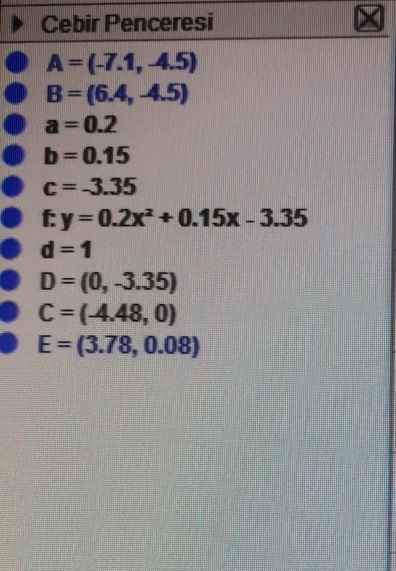 Cebir Penceresi
A = (-7.1, -4.5)
B = (6.4, -4.5)
a = 0.2
b = 0.15
c = -3.35
f: y = 0.2x² + 0.15x - 3.35
d = 1
D = (0, -3.35)
C = (-4.48, 0)
E = (3.78, 0.08)